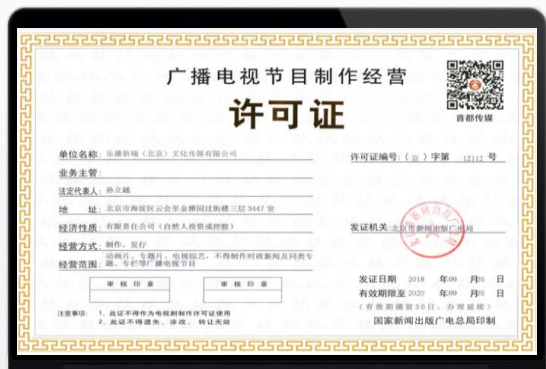 广播电视节目制作经营
许可证
首都传媒
单位名称: 乐播新瑞（北京）文化传媒有限公司
许可证编号:（京）字第 12112 号
业务主管:
法定代表人: 孙立越
地 址: 北京市海淀区云会里金雅园过街楼三层 3447 室
经济性质: 有限责任公司（自然人投资或控股）
发证机关: 北京市新闻出版广电局
经营方式: 制作，发行
经营范围: 动画片、专题片、电视综艺，不得制作时政新闻及同类专
题、专栏等广播电视节目
审核印章
审核印章
发证日期 2018 年 09 月 25 日
有效期限至 2020 年 09 月 25 日
（有效期满前30日，办理延续）
注意事项: 1、此证不得作为电视剧制作许可证使用
2、此证不得遗失、涂改、转让无效
国家新闻出版广电总局印制